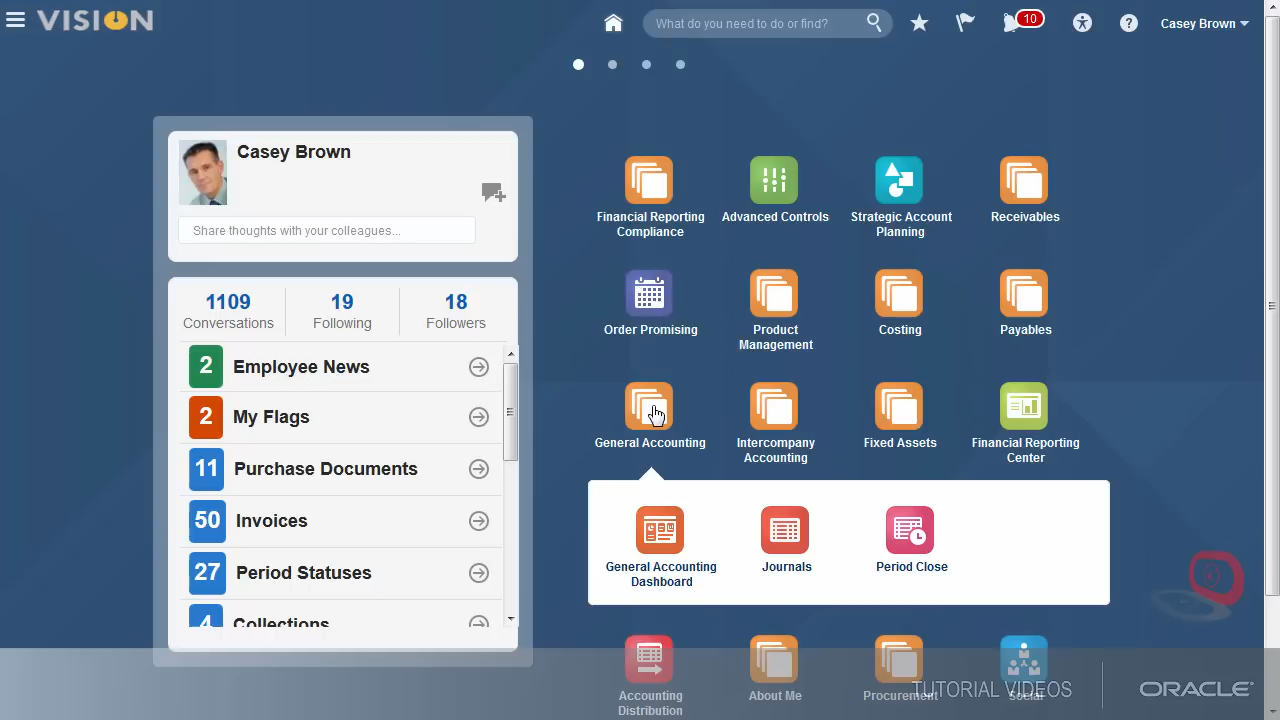 VISION
What do you need to do or find?
10
Casey Brown
Casey Brown
Share thoughts with your colleagues...
1109
Conversations
19
Following
18
Followers
2 Employee News
2 My Flags
11 Purchase Documents
50 Invoices
27 Period Statuses
4 Collections
Financial Reporting
Compliance
Advanced Controls
Strategic Account
Planning
Receivables
Order Promising
Product
Management
Costing
Payables
General Accounting
Intercompany
Accounting
Fixed Assets
Financial Reporting
Center
General Accounting
Dashboard
Journals
Period Close
Accounting
Distribution
About Me
Procurement
Social
TUTORIAL VIDEOS
ORACLE